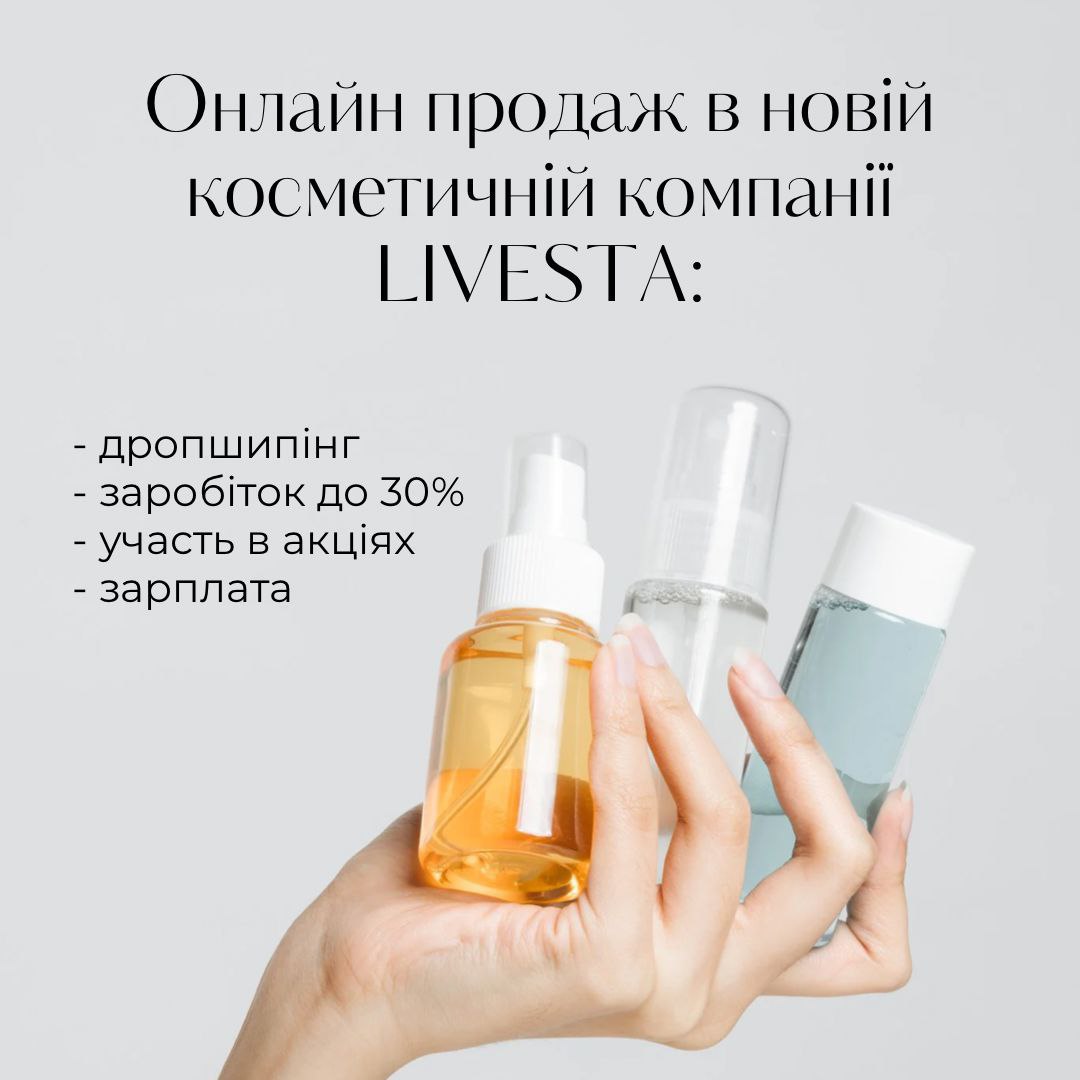 Онлайн продаж в новій
косметичній компанії
LIVESTA:
- дропшипінг
- заробіток до 30%
- участь в акціях
- зарплата